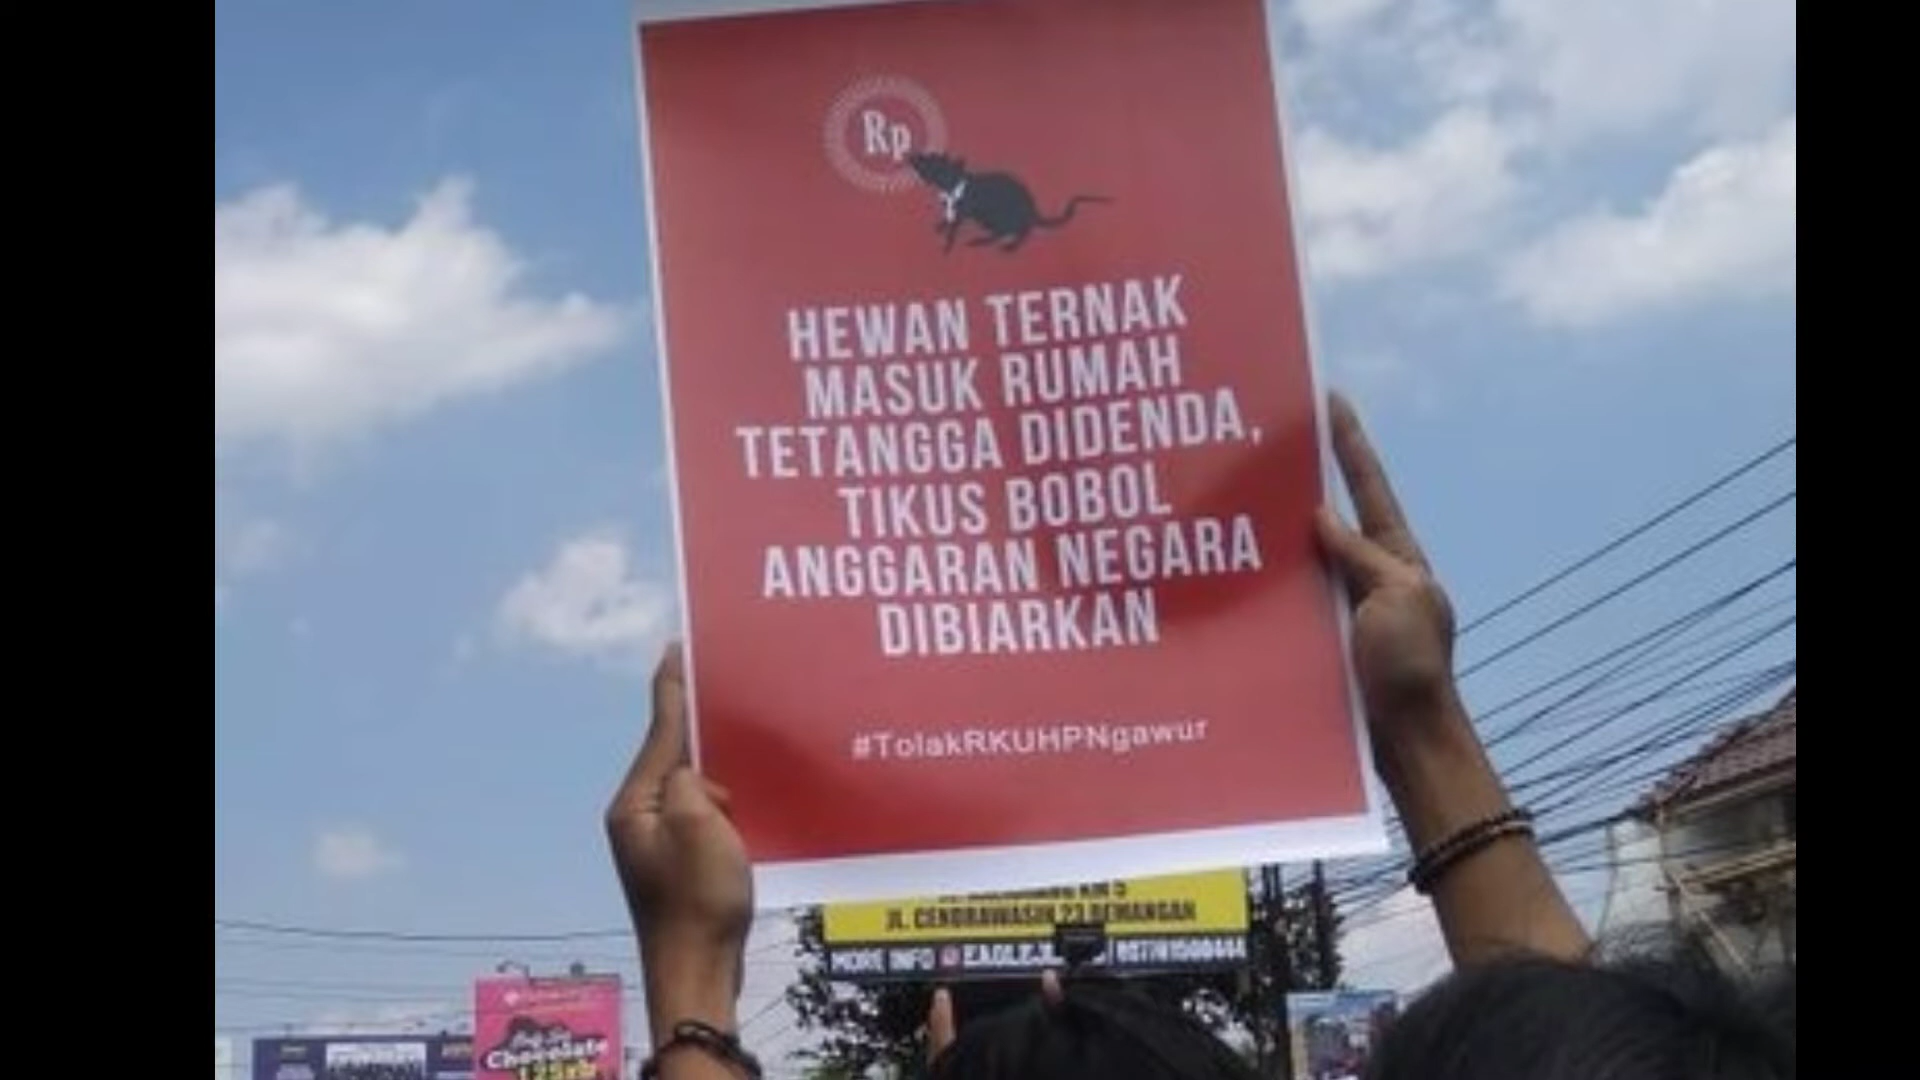 Rp
HEWAN TERNAK
MASUK RUMAH
TETANGGA DIDENDA,
TIKUS BOBOL
ANGGARAN NEGARA
DIBIARKAN
#TolakRKUHPNgawur
JL. CENDRAWASIH 23 DEMANGAN
MORE INFO
Chocolate